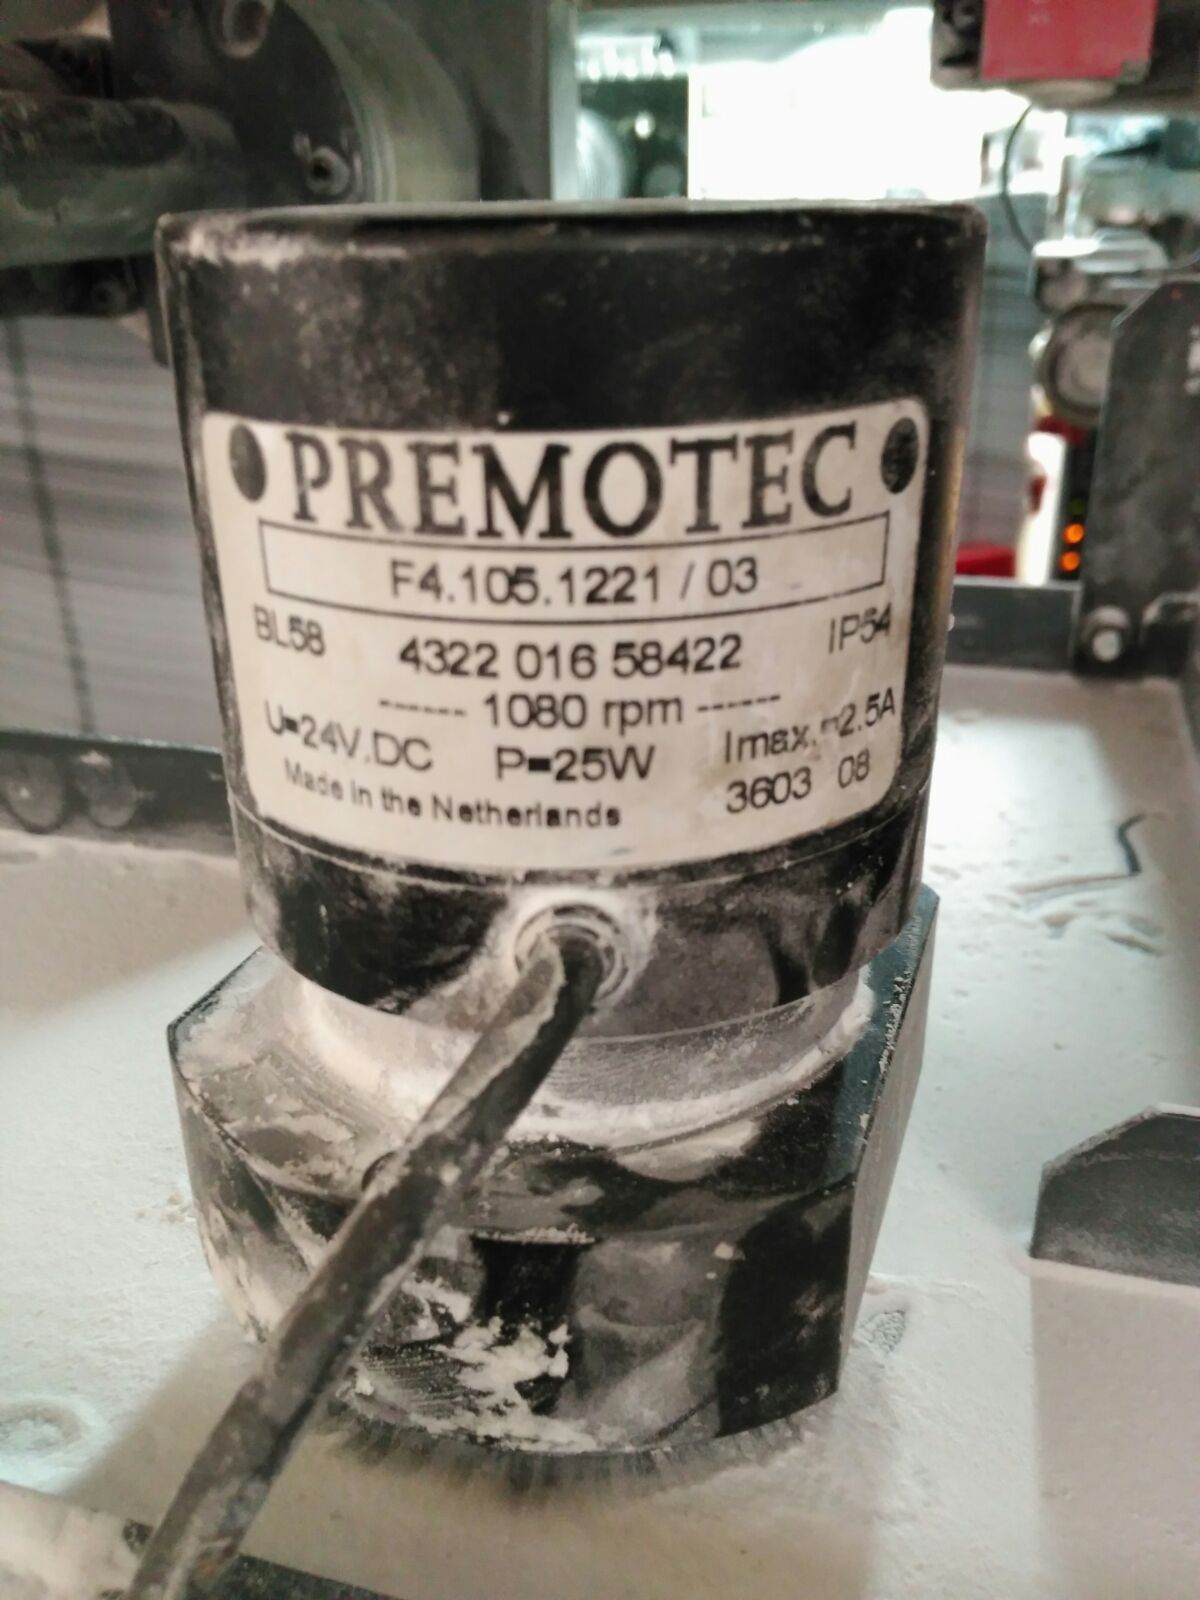 PREMOTEC
F4.105.1221 / 03
BL58 4322 016 58422 IP54
------ 1080 rpm ------
U=24V.DC P=25W Imax.=2.5A
Made in the Netherlands 3603 08